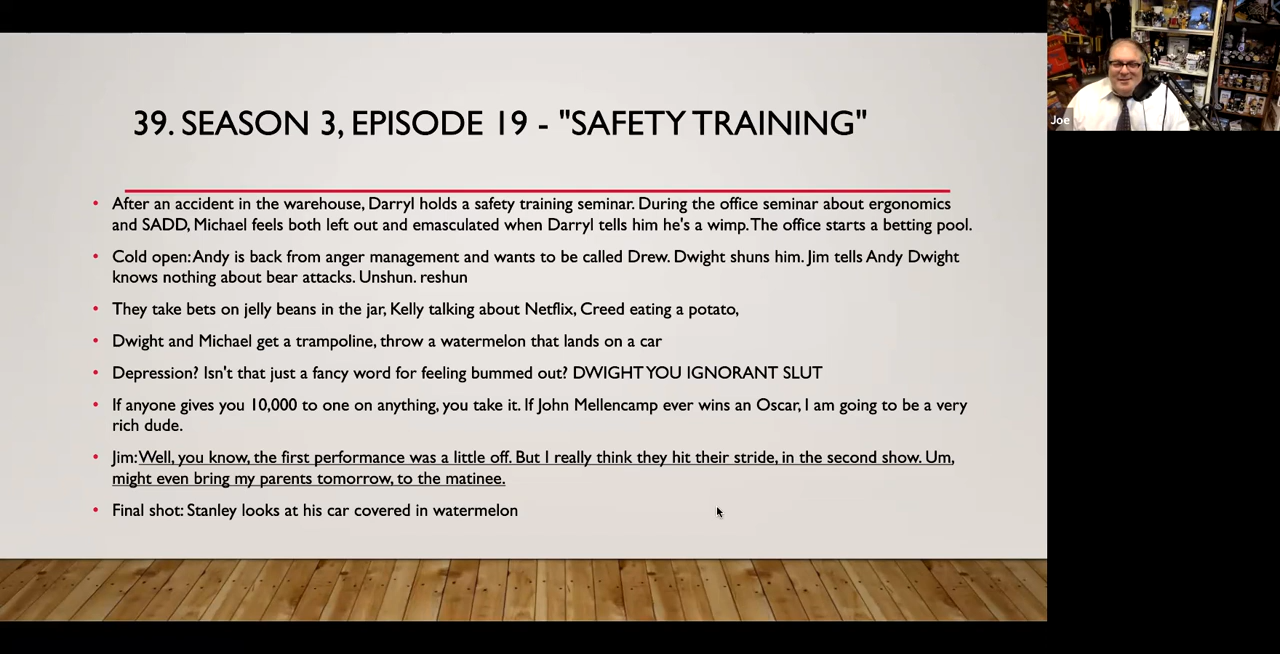 39. SEASON 3, EPISODE 19 - "SAFETY TRAINING"
• After an accident in the warehouse, Darryl holds a safety training seminar. During the office seminar about ergonomics
and SADD, Michael feels both left out and emasculated when Darryl tells him he's a wimp. The office starts a betting pool.
• Cold open: Andy is back from anger management and wants to be called Drew. Dwight shuns him. Jim tells Andy Dwight
knows nothing about bear attacks. Unshun. reshun
• They take bets on jelly beans in the jar, Kelly talking about Netflix, Creed eating a potato,
• Dwight and Michael get a trampoline, throw a watermelon that lands on a car
• Depression? Isn't that just a fancy word for feeling bummed out? DWIGHT YOU IGNORANT SLUT
• If anyone gives you 10,000 to one on anything, you take it. If John Mellencamp ever wins an Oscar, I am going to be a very
rich dude.
• Jim: Well, you know, the first performance was a little off. But I really think they hit their stride, in the second show. Um,
might even bring my parents tomorrow, to the matinee.
• Final shot: Stanley looks at his car covered in watermelon
Joe